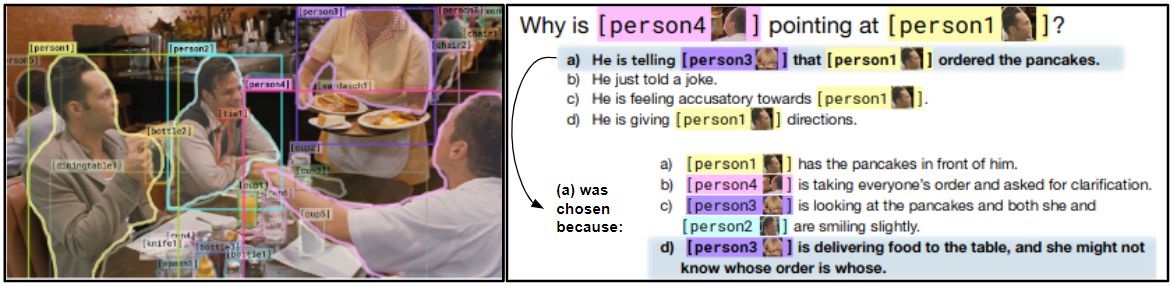 [person3]
[person2]
[chair1]
[chair2]
[person1]
[person2]
[person4]
[sandwich1]
[tie1]
[bottle2]
[cup2]
[diningtable1]
[cup1]
[cup5]
[knife1]
[bottle3]
[bottle1]
[spoon1]
Why is [person4] pointing at [person1]?
a) He is telling [person3] that [person1] ordered the pancakes.
b) He just told a joke.
c) He is feeling accusatory towards [person1].
d) He is giving [person1] directions.
(a) was
chosen
because:
a) [person1] has the pancakes in front of him.
b) [person4] is taking everyone's order and asked for clarification.
c) [person3] is looking at the pancakes and both she and
[person2] are smiling slightly.
d) [person3] is delivering food to the table, and she might not
know whose order is whose.